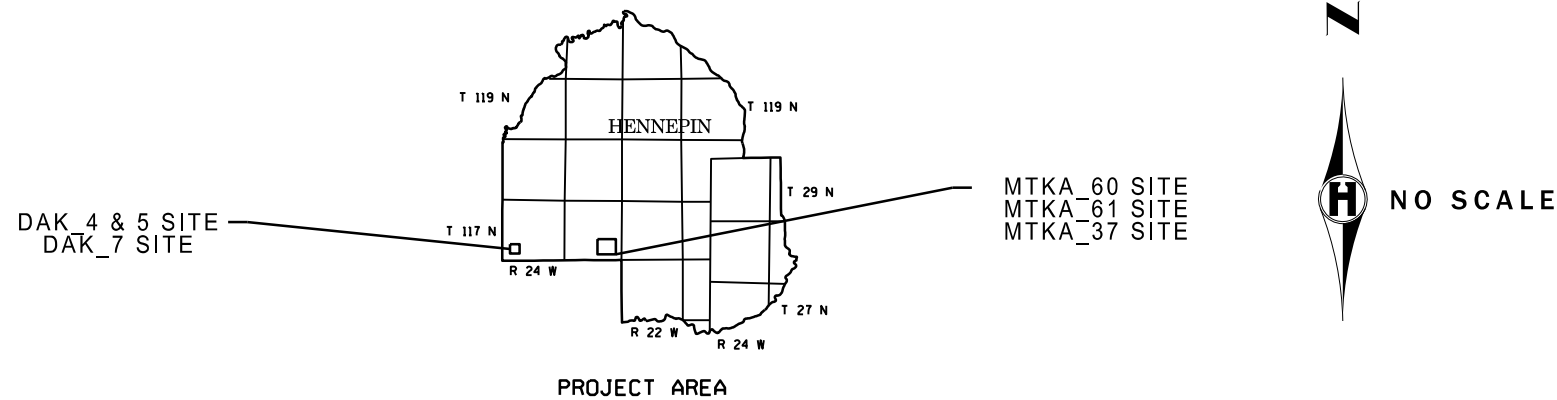 N
T 119 N
T 119 N
HENNEPIN
MTKA_60 SITE
MTKA_61 SITE
MTKA_37 SITE
T 29 N
H
NO SCALE
DAK_4 & 5 SITE
DAK_7 SITE
T 117 N
R 24 W
T 27 N
R 22 W
R 24 W
PROJECT AREA